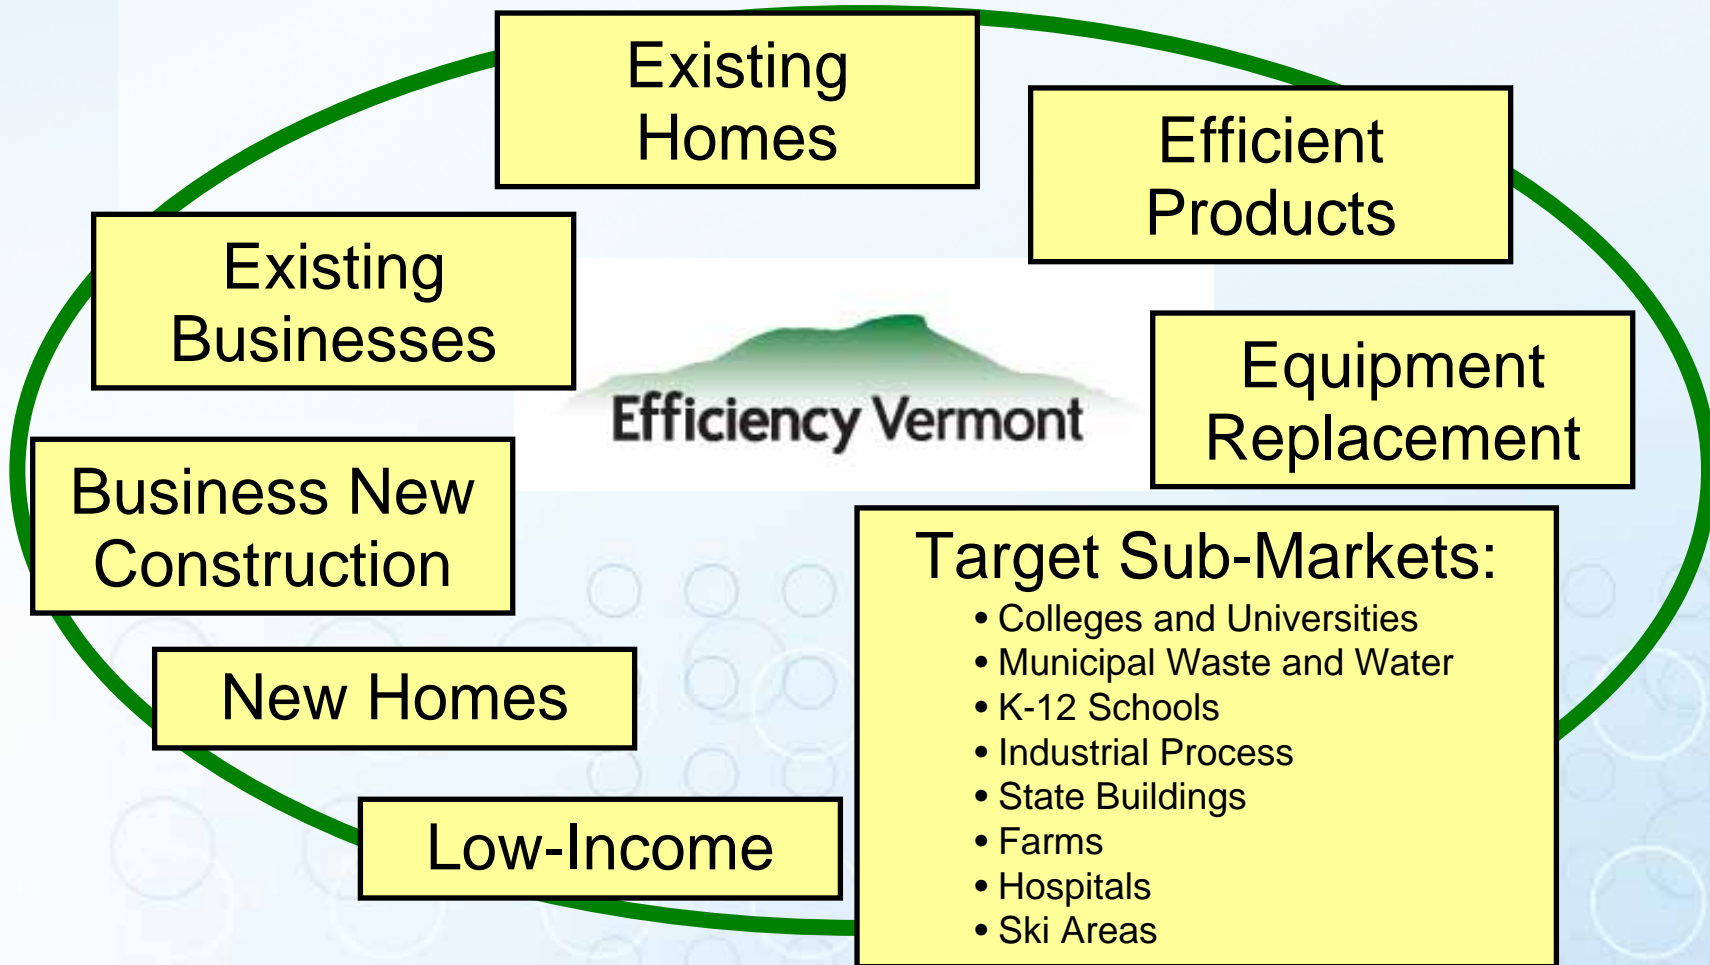 Existing
Homes
Efficient
Products
Existing
Businesses
Efficiency Vermont
Equipment
Replacement
Business New
Construction
New Homes
Low-Income
Target Sub-Markets:
• Colleges and Universities
• Municipal Waste and Water
• K-12 Schools
• Industrial Process
• State Buildings
• Farms
• Hospitals
• Ski Areas